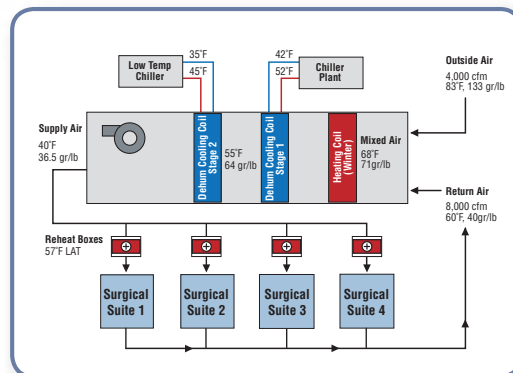 35˚F
Low Temp
Chiller
45˚F
42˚F
52˚F
Chiller
Plant
Outside Air
4,000 cfm
83˚F, 133 gr/lb
Supply Air
40˚F
36.5 gr/lb
Dehum Cooling Coil
Stage 2
55˚F
64 gr/lb
Dehum Cooling Coil
Stage 1
Heating Coil
(Winter)
Mixed Air
68˚F
71gr/lb
Return Air
8,000 cfm
60˚F, 40gr/lb
Reheat Boxes
57˚F LAT
Surgical
Suite 1
Surgical
Suite 2
Surgical
Suite 3
Surgical
Suite 4